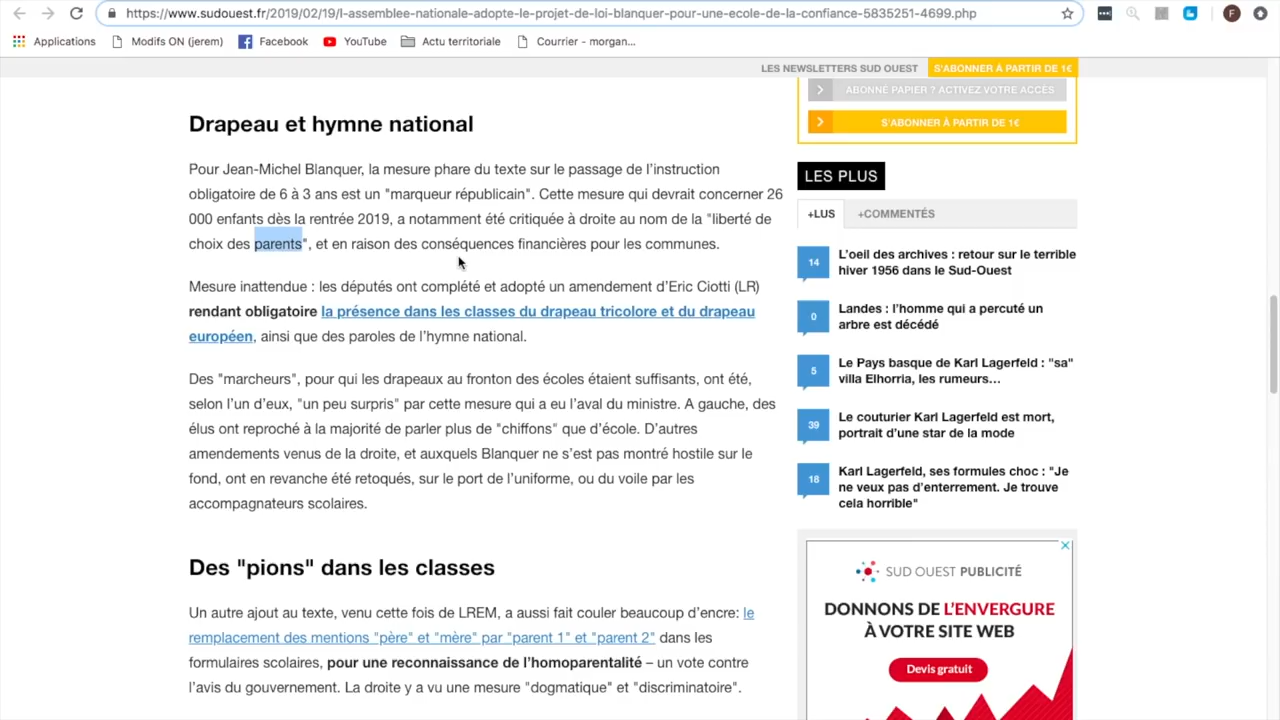 https://www.sudouest.fr/2019/02/19/l-assemblee-nationale-adopte-le-projet-de-loi-blanquer-pour-une-ecole-de-la-confiance-5835251-4699.php
F
Applications
Modifs ON (jerem)
Facebook
YouTube
Actu territoriale
Courrier - morgan...
LES NEWSLETTERS SUD OUEST
S'ABONNER À PARTIR DE 1€
Drapeau et hymne national
Pour Jean-Michel Blanquer, la mesure phare du texte sur le passage de l'instruction
obligatoire de 6 à 3 ans est un "marqueur républicain". Cette mesure qui devrait concerner 26
000 enfants dès la rentrée 2019, a notamment été critiquée à droite au nom de la "liberté de
choix des parents", et en raison des conséquences financières pour les communes.
Mesure inattendue : les députés ont complété et adopté un amendement d'Eric Ciotti (LR)
rendant obligatoire la présence dans les classes du drapeau tricolore et du drapeau
européen, ainsi que des paroles de l'hymne national.
Des "marcheurs", pour qui les drapeaux au fronton des écoles étaient suffisants, ont été,
selon l'un d'eux, "un peu surpris" par cette mesure qui a eu l'aval du ministre. A gauche, des
élus ont reproché à la majorité de parler plus de "chiffons" que d'école. D'autres
amendements venus de la droite, et auxquels Blanquer ne s'est pas montré hostile sur le
fond, ont en revanche été retoqués, sur le port de l'uniforme, ou du voile par les
accompagnateurs scolaires.
Des "pions" dans les classes
Un autre ajout au texte, venu cette fois de LREM, a aussi fait couler beaucoup d'encre: le
remplacement des mentions "père" et "mère" par "parent 1" et "parent 2" dans les
formulaires scolaires, pour une reconnaissance de l'homoparentalité – un vote contre
l'avis du gouvernement. La droite y a vu une mesure "dogmatique" et "discriminatoire".
ABONNÉ PAPIER ? ACTIVEZ VOTRE ACCÈS
S'ABONNER À PARTIR DE 1€
LES PLUS
+LUS
+COMMENTÉS
14
L'oeil des archives : retour sur le terrible
hiver 1956 dans le Sud-Ouest
0
Landes : l'homme qui a percuté un
arbre est décédé
5
Le Pays basque de Karl Lagerfeld : "sa"
villa Elhorria, les rumeurs...
39
Le couturier Karl Lagerfeld est mort,
portrait d'une star de la mode
18
Karl Lagerfeld, ses formules choc : "Je
ne veux pas d'enterrement. Je trouve
cela horrible"
SUD OUEST PUBLICITÉ
DONNONS DE L'ENVERGURE
À VOTRE SITE WEB
Devis gratuit